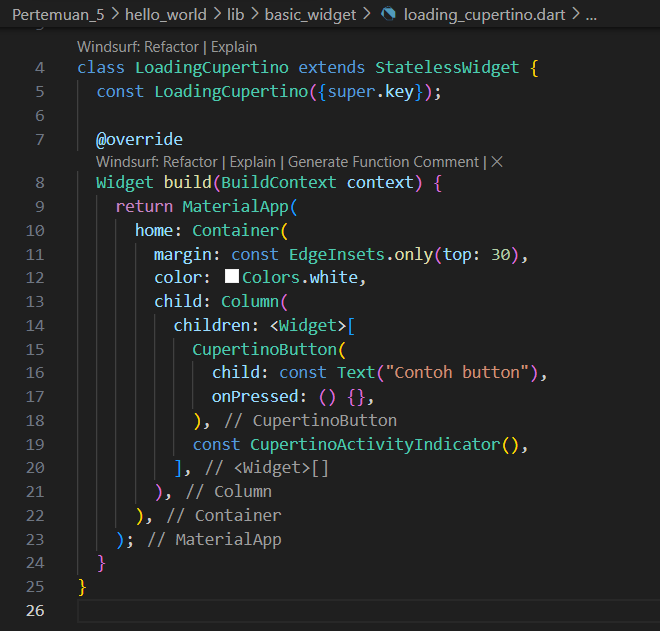 Pertemuan_5 > hello_world > lib > basic_widget > loading_cupertino.dart > ...
Windsurf: Refactor | Explain
4 class LoadingCupertino extends StatelessWidget {
5 const LoadingCupertino({super.key});
6
7 @override
Windsurf: Refactor | Explain | Generate Function Comment | ×
8 Widget build(BuildContext context) {
9 return MaterialApp(
10 home: Container(
11 margin: const EdgeInsets.only(top: 30),
12 color: Colors.white,
13 child: Column(
14 children: <Widget>[
15 CupertinoButton(
16 child: const Text("Contoh button"),
17 onPressed: () {},
18 ), // CupertinoButton
19 const CupertinoActivityIndicator(),
20 ], // <Widget>[]
21 ), // Column
22 ), // Container
23 ); // MaterialApp
24 }
25 }
26